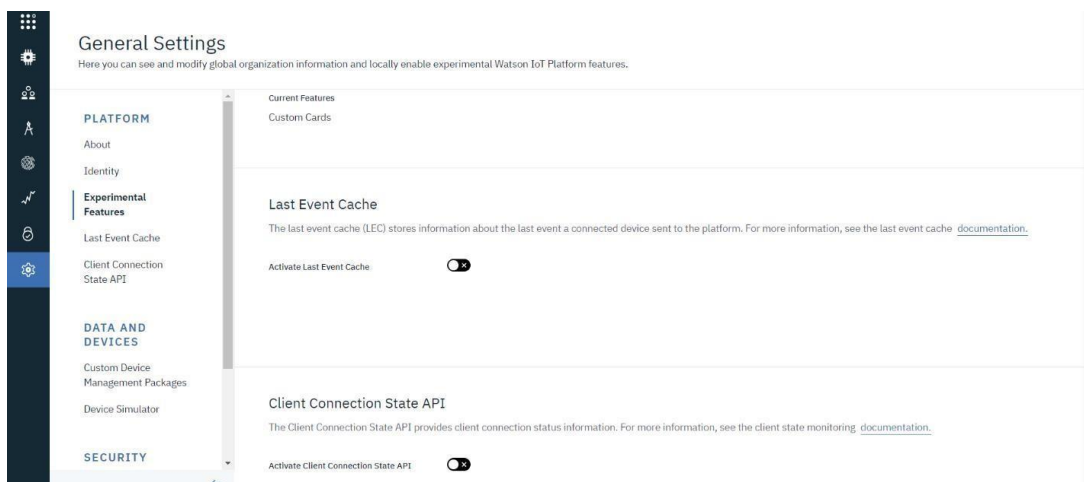 General Settings
Here you can see and modify global organization information and locally enable experimental Watson IoT Platform features.
PLATFORM
About
Identity
Experimental
Features
Last Event Cache
Client Connection
State API
DATA AND
DEVICES
Custom Device
Management Packages
Device Simulator
SECURITY
Current Features
Custom Cards
Last Event Cache
The last event cache (LEC) stores information about the last event a connected device sent to the platform. For more information, see the last event cache documentation.
Activate Last Event Cache
Client Connection State API
The Client Connection State API provides client connection status information. For more information, see the client state monitoring documentation.
Activate Client Connection State API